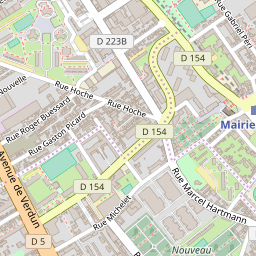 Rue Gabriel Péri
D 223B
D 154
Nouvelle
Rue Hoche
Rue Hoche
Mairie
Rue Roger Buessard
Rue Gaston Picard
D 154
Avenue de Verdun
D 154
Rue Marcel Hartmann
Rue Michelet
D 5
Nouveau